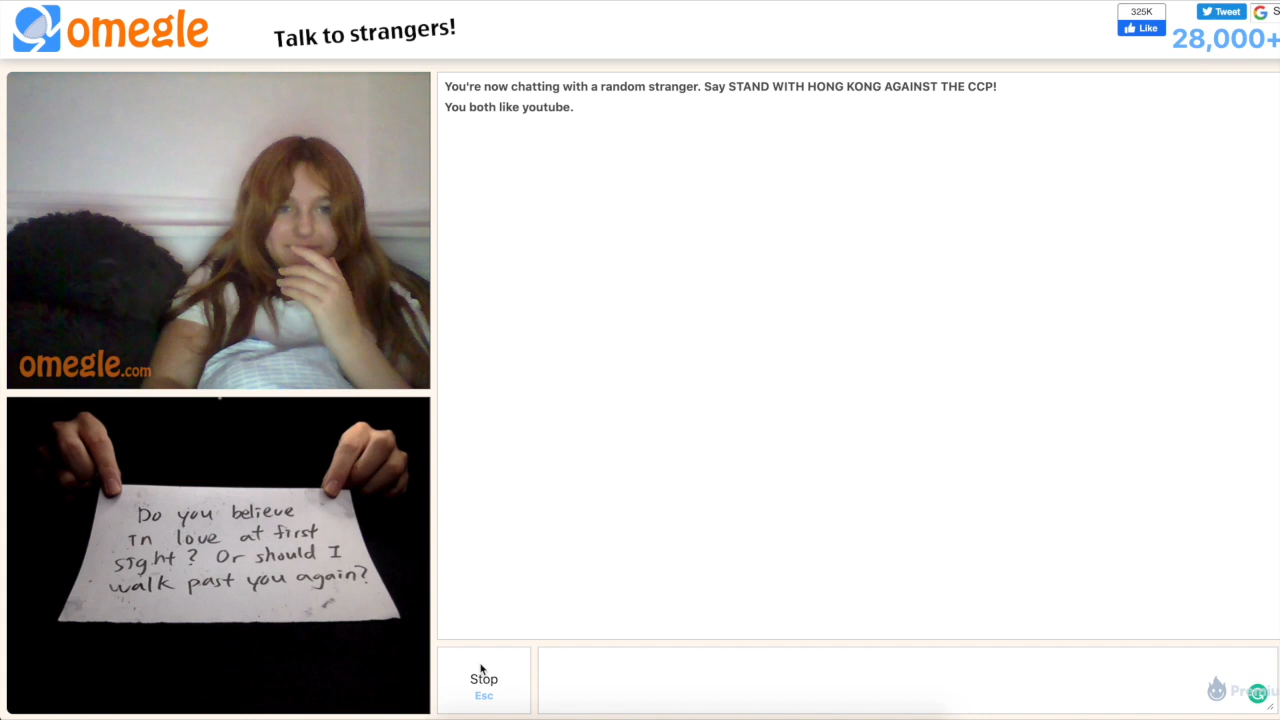 omegle
Talk to strangers!
325K
Like
Tweet
S
28,000+
You're now chatting with a random stranger. Say STAND WITH HONG KONG AGAINST THE CCP!
You both like youtube.
omegle.com
Do you believe
in love at first
sight? Or should I
walk past you again?
Stop
Esc
Premiu